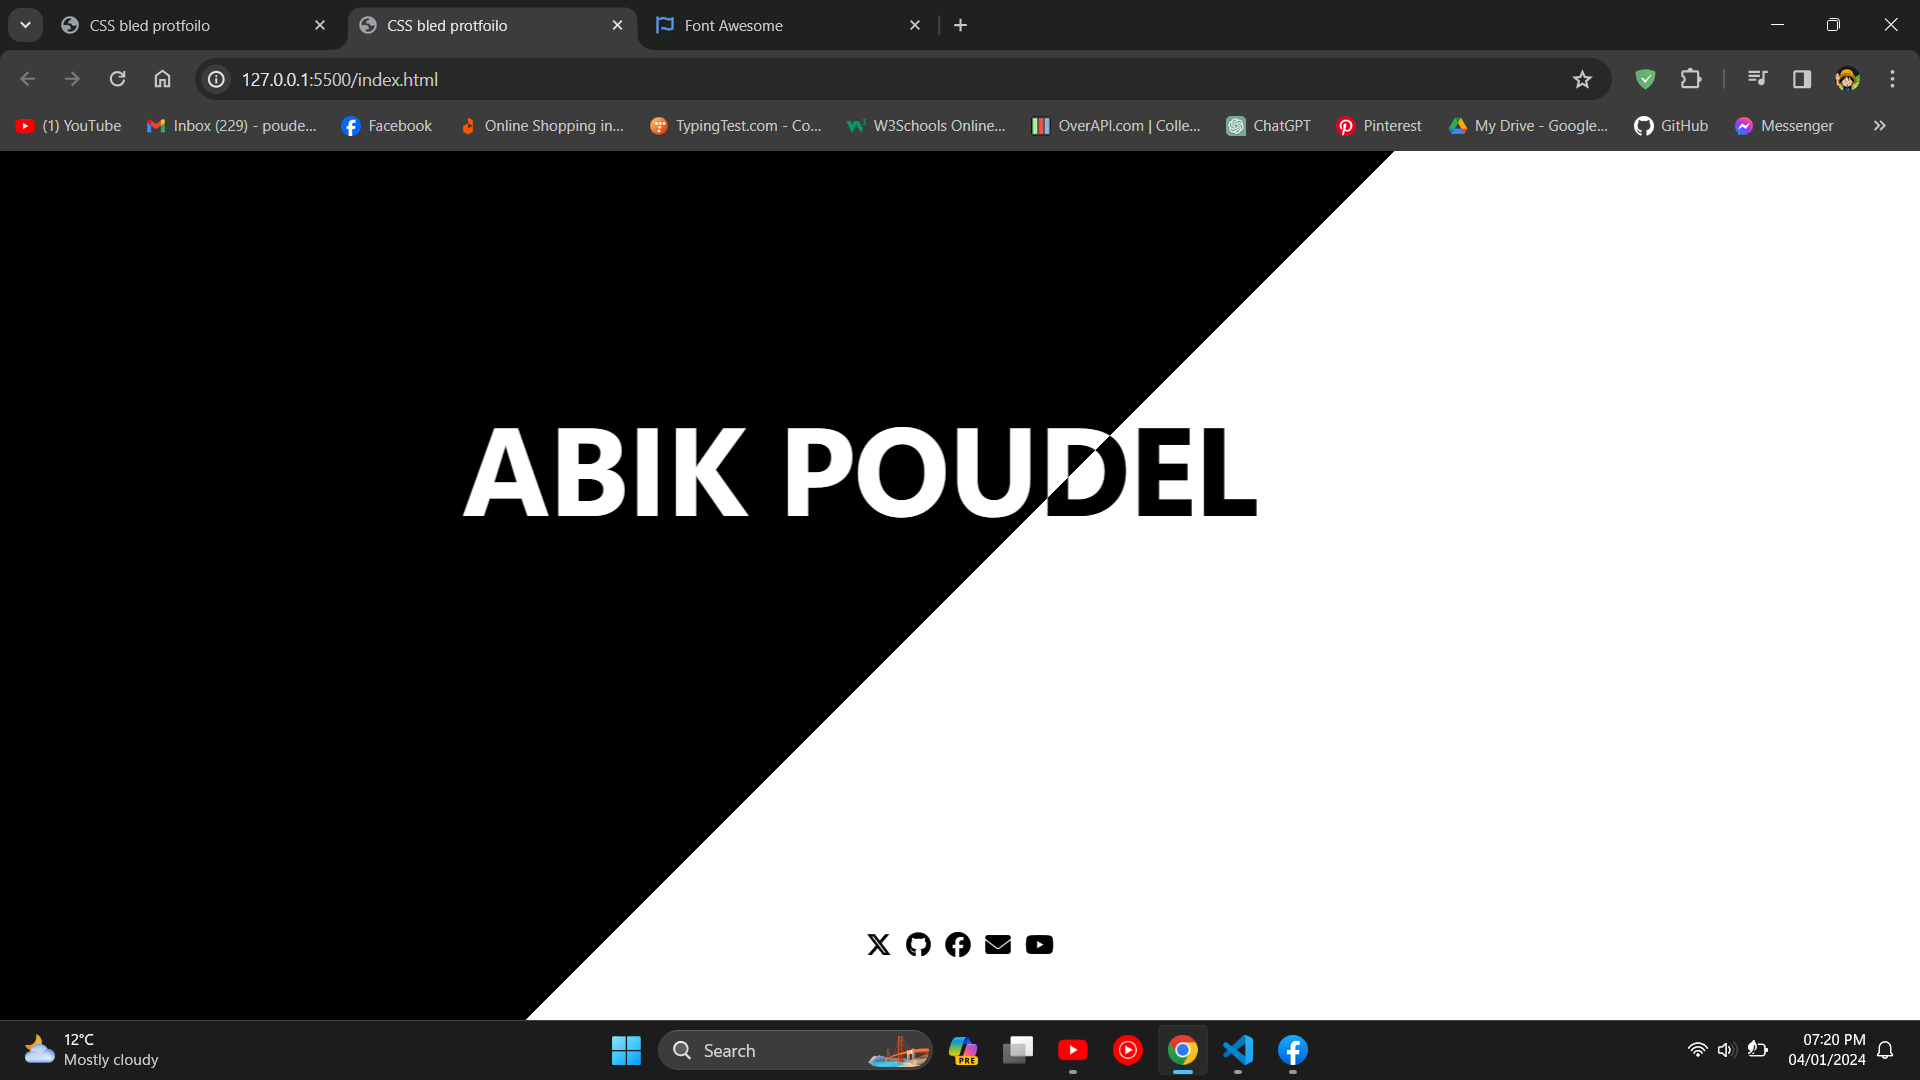 CSS bled protfoilo
CSS bled protfoilo
Font Awesome
127.0.0.1:5500/index.html
(1) YouTube
Inbox (229) - poude...
Facebook
Online Shopping in...
TypingTest.com - Co...
W3Schools Online...
OverAPI.com | Colle...
ChatGPT
Pinterest
My Drive - Google...
GitHub
Messenger
ABIK POUDEL
12°C
Mostly cloudy
Search
PRE
07:20 PM
04/01/2024